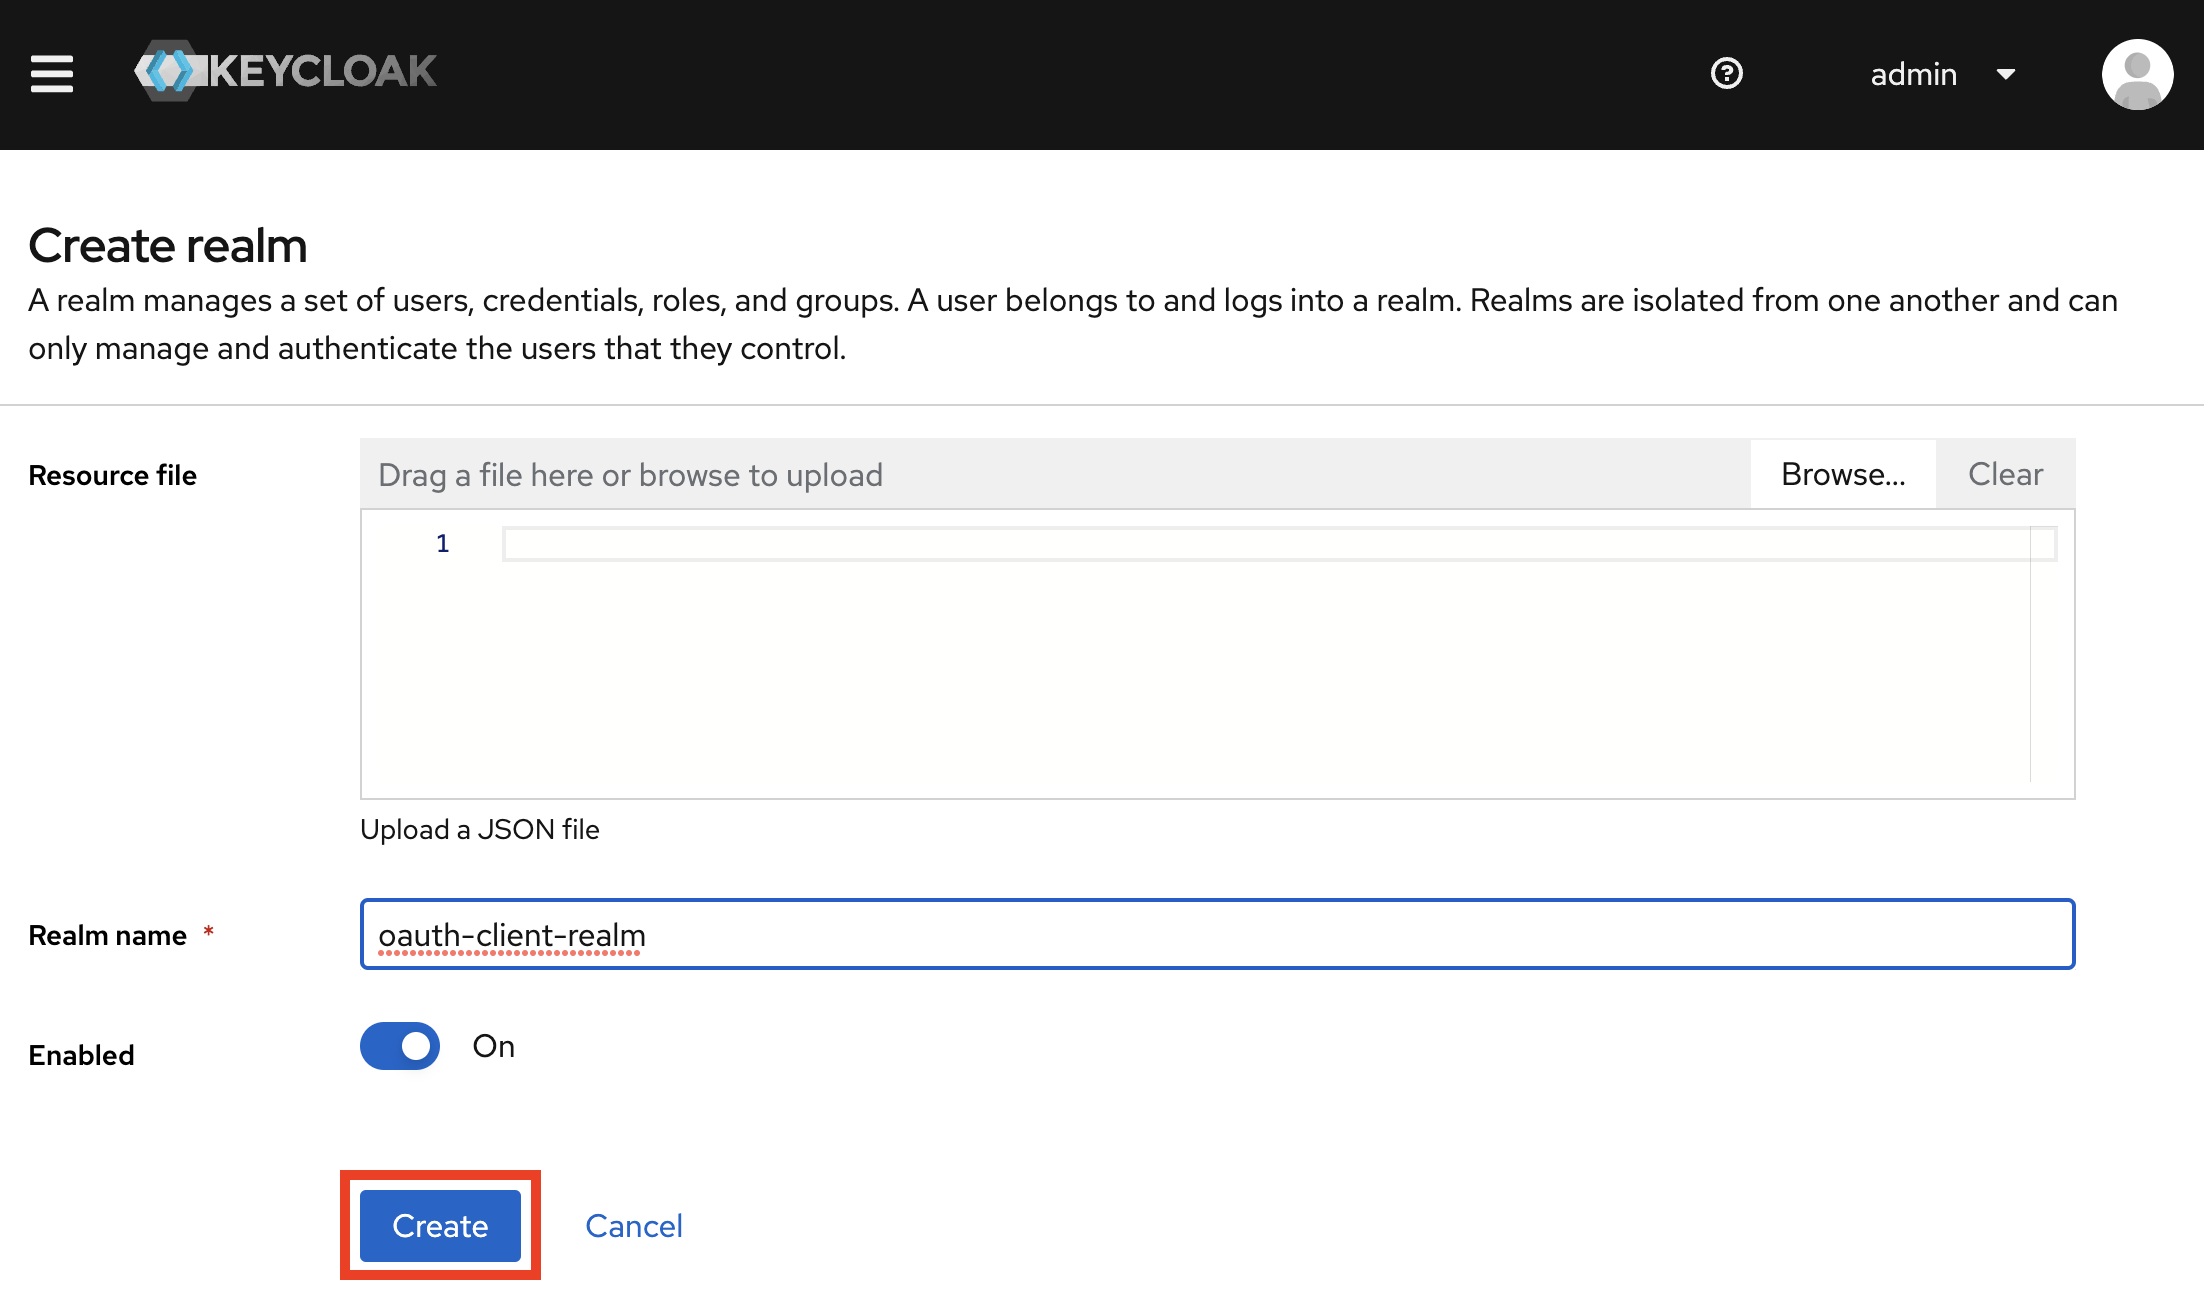 KEYCLOAK
admin
Create realm
A realm manages a set of users, credentials, roles, and groups. A user belongs to and logs into a realm. Realms are isolated from one another and can
only manage and authenticate the users that they control.
Resource file
Drag a file here or browse to upload
Browse...
Clear
1
Upload a JSON file
Realm name *
oauth-client-realm
Enabled
On
Create
Cancel